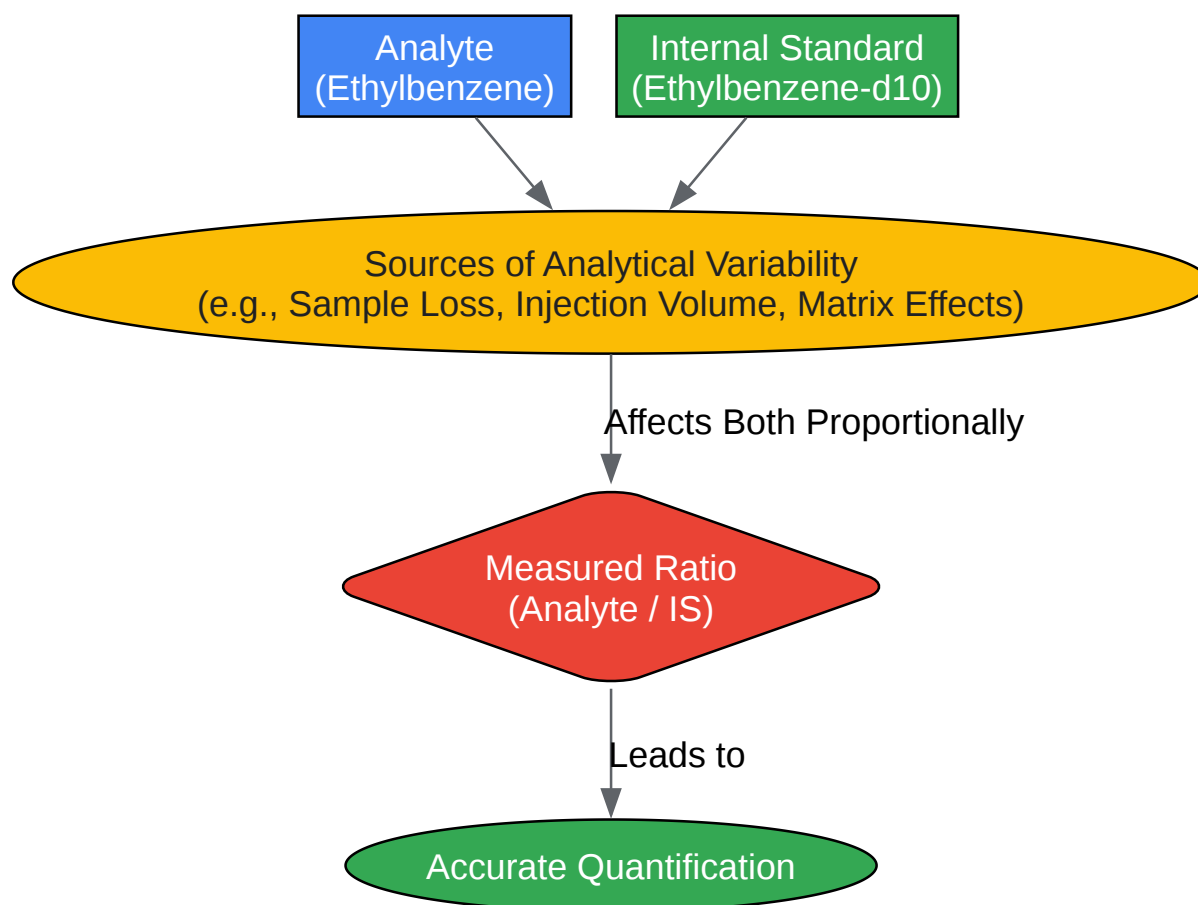 Analyte
(Ethylbenzene)
Internal Standard
(Ethylbenzene-d10)
Sources of Analytical Variability
(e.g., Sample Loss, Injection Volume, Matrix Effects)
Affects Both Proportionally
Measured Ratio
(Analyte / IS)
Leads to
Accurate Quantification